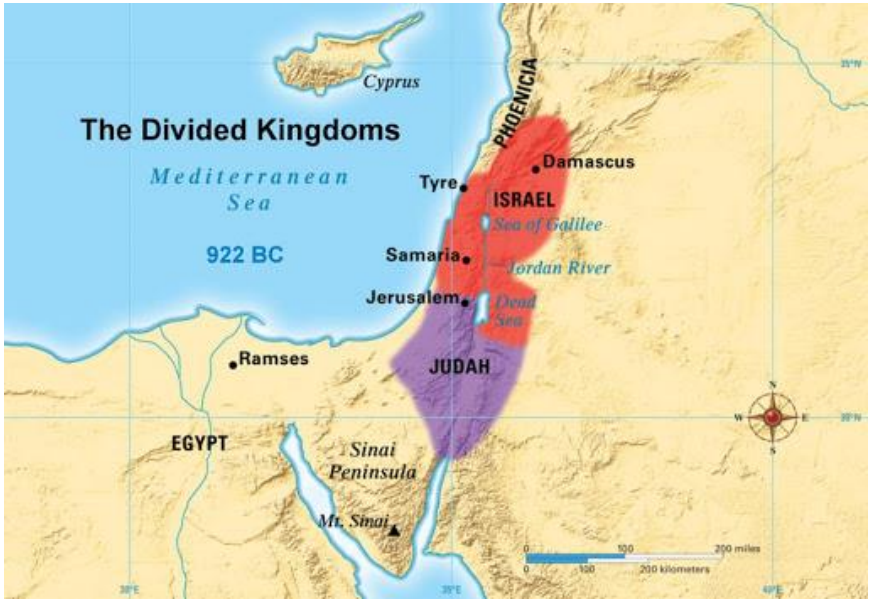 Cyprus
PHOENICIA
35°N
The Divided Kingdoms
Mediterranean
Sea
922 BC
Damascus
Tyre
ISRAEL
Sea of Galilee
Samaria
Jordan River
Jerusalem
Dead
Sea
Ramses
JUDAH
N
W
E
S
30°N
EGYPT
Sinai
Peninsula
Mt. Sinai
0 100 200 miles
0 100 200 kilometers
30°E
35°E
40°E